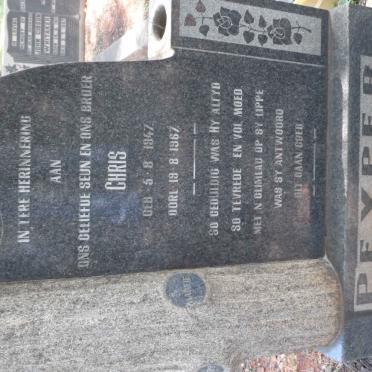 IN TERE HERINNERING
AAN
ONS GELIEFDE SEUN EN ONS BROER
CHRIS
GEB. 5-8-1947
OORL. 19-8-1967
SO GEDULDIG WAS HY ALTYD
SO TEVREDE EN VOL MOED
MET 'N GLIMLAG OP SY LIPPE
WAS SY ANTWOORD
DIT GAAN GOED
PEYPER